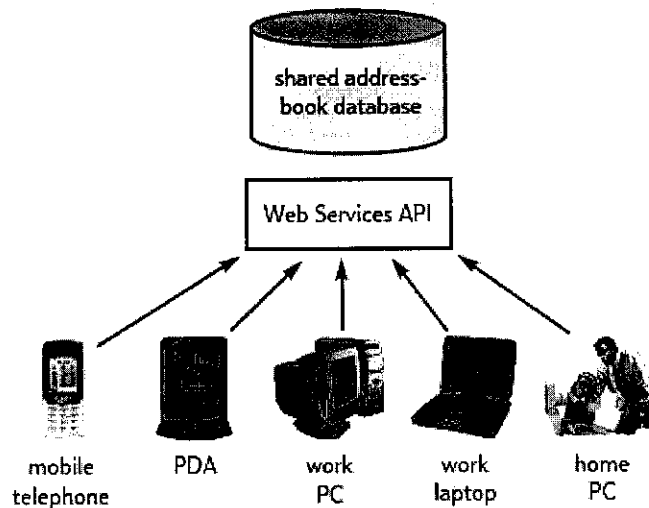 shared address-
book database
Web Services API
mobile
telephone
PDA
work
PC
work
laptop
home
PC